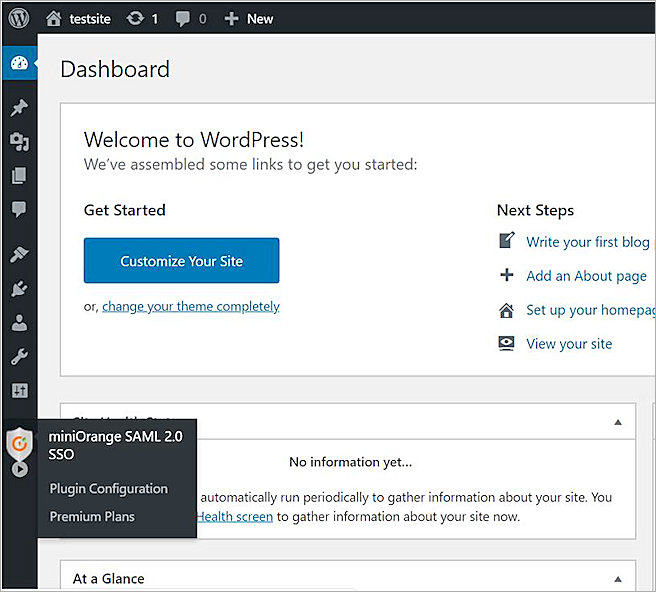 testsite 1 0 New
Dashboard
Welcome to WordPress!
We've assembled some links to get you started:
Get Started
Next Steps
Customize Your Site
Write your first blog
Add an About page
or, change your theme completely
Set up your homepag
View your site
miniOrange SAML 2.0
SSO
No information yet...
Plugin Configuration
automatically run periodically to gather information about your site. You
Premium Plans
Health screen to gather information about your site now.
At a Glance